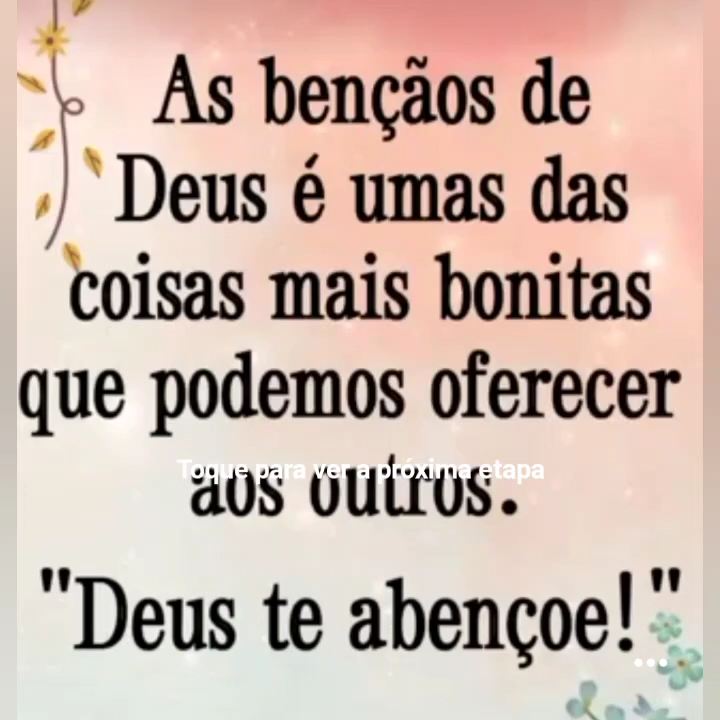 As bençãos de
Deus é umas das
coisas mais bonitas
que podemos oferecer
Toque para ver a próxima etapa
aos outros.
"Deus te abençoe!"
...